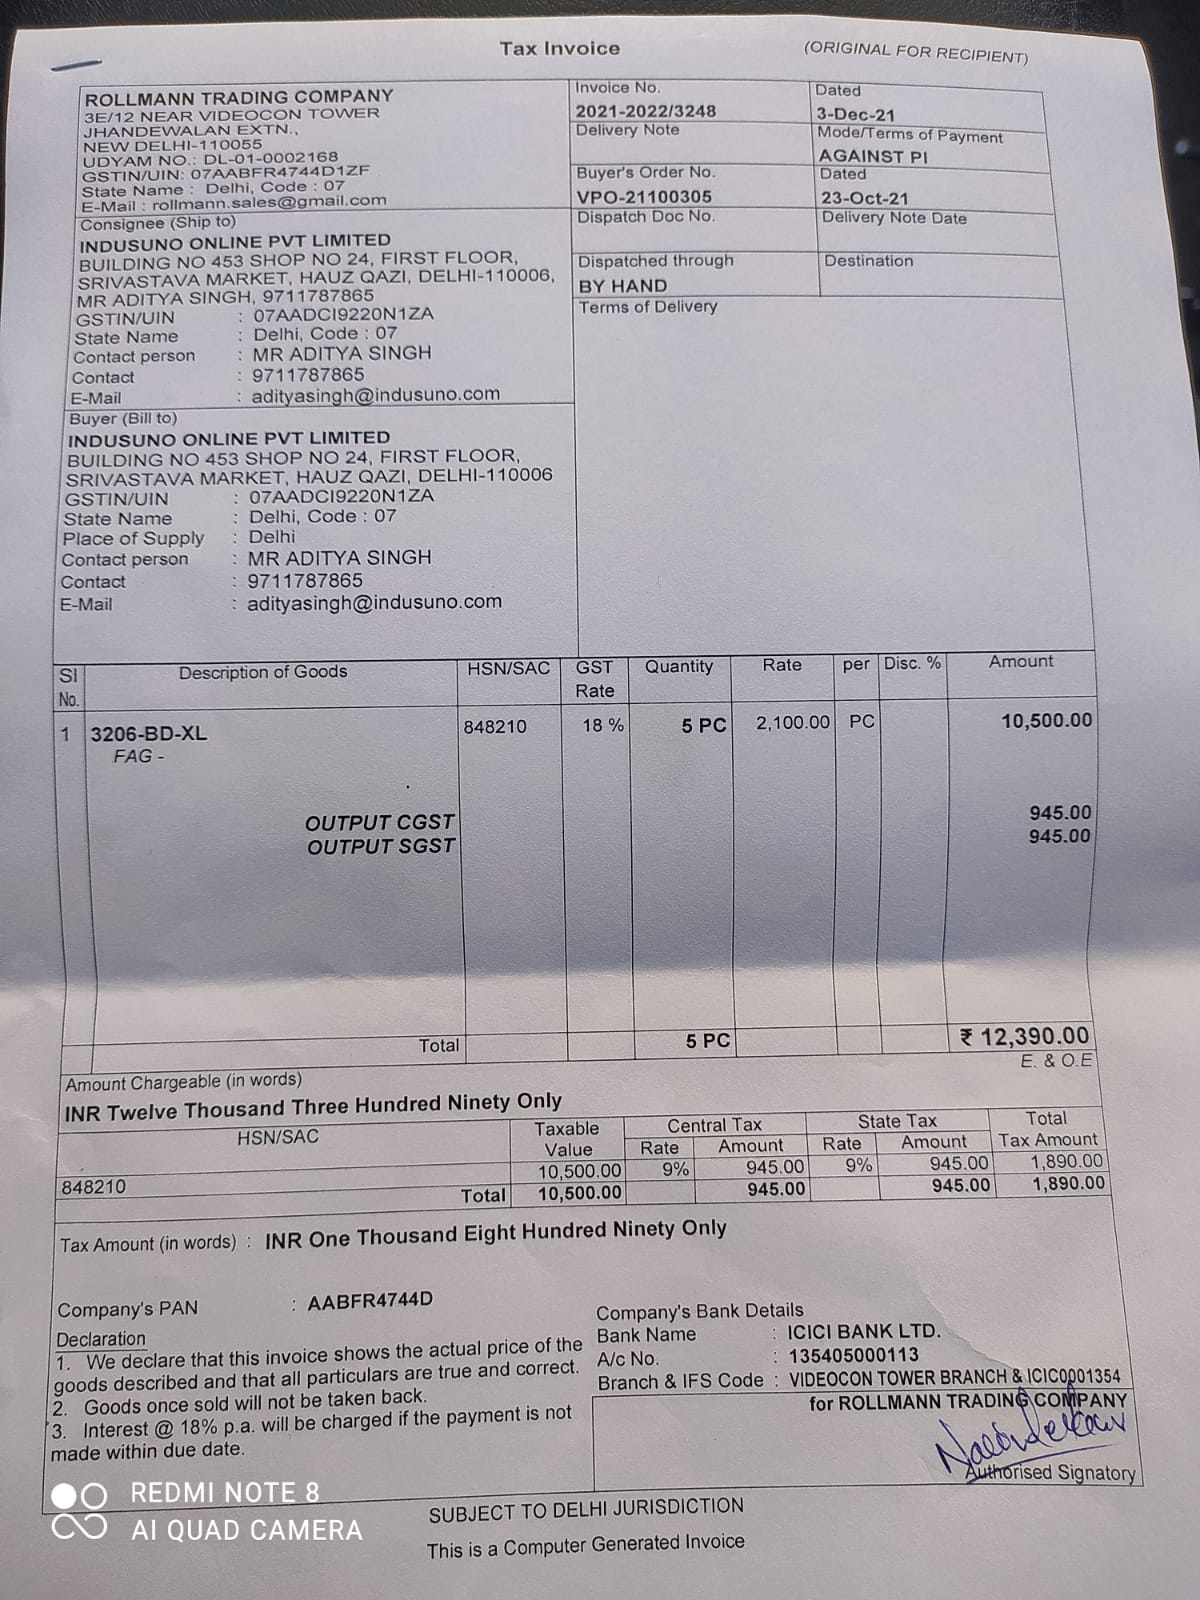 Tax Invoice
(ORIGINAL FOR RECIPIENT)
ROLLMANN TRADING COMPANY
3E/12 NEAR VIDEOCON TOWER
JHANDEWALAN EXTN.,
NEW DELHI-110055
UDYAM NO.: DL-01-0002168
GSTIN/UIN: 07AABFR4744D1ZF
State Name : Delhi, Code : 07
E-Mail : rollmann.sales@gmail.com
Invoice No.
2021-2022/3248
Dated
3-Dec-21
Delivery Note
Mode/Terms of Payment
AGAINST PI
Buyer's Order No.
VPO-21100305
Dated
23-Oct-21
Dispatch Doc No.
Delivery Note Date
Dispatched through
BY HAND
Destination
Terms of Delivery
Consignee (Ship to)
INDUSUNO ONLINE PVT LIMITED
BUILDING NO 453 SHOP NO 24, FIRST FLOOR,
SRIVASTAVA MARKET, HAUZ QAZI, DELHI-110006,
MR ADITYA SINGH, 9711787865
GSTIN/UIN : 07AADCI9220N1ZA
State Name : Delhi, Code : 07
Contact person : MR ADITYA SINGH
Contact : 9711787865
E-Mail : adityasingh@indusuno.com
Buyer (Bill to)
INDUSUNO ONLINE PVT LIMITED
BUILDING NO 453 SHOP NO 24, FIRST FLOOR,
SRIVASTAVA MARKET, HAUZ QAZI, DELHI-110006
GSTIN/UIN : 07AADCI9220N1ZA
State Name : Delhi, Code : 07
Place of Supply : Delhi
Contact person : MR ADITYA SINGH
Contact : 9711787865
E-Mail : adityasingh@indusuno.com
Sl No. Description of Goods HSN/SAC GST Rate Quantity Rate per Disc. % Amount
1 3206-BD-XL 848210 18 % 5 PC 2,100.00 PC 10,500.00
FAG -
OUTPUT CGST 945.00
OUTPUT SGST 945.00
Total 5 PC ₹ 12,390.00
Amount Chargeable (in words) E. & O.E
INR Twelve Thousand Three Hundred Ninety Only
HSN/SAC Taxable Value Central Tax State Tax Total Tax Amount
Rate Amount Rate Amount
848210 10,500.00 9% 945.00 9% 945.00 1,890.00
Total 10,500.00 945.00 945.00 1,890.00
Tax Amount (in words) : INR One Thousand Eight Hundred Ninety Only
Company's PAN : AABFR4744D
Declaration
1. We declare that this invoice shows the actual price of the
goods described and that all particulars are true and correct.
2. Goods once sold will not be taken back.
3. Interest @ 18% p.a. will be charged if the payment is not
made within due date.
Company's Bank Details
Bank Name : ICICI BANK LTD.
A/c No. : 135405000113
Branch & IFS Code : VIDEOCON TOWER BRANCH & ICIC0001354
for ROLLMANN TRADING COMPANY
Authorised Signatory
SUBJECT TO DELHI JURISDICTION
This is a Computer Generated Invoice
REDMI NOTE 8
AI QUAD CAMERA